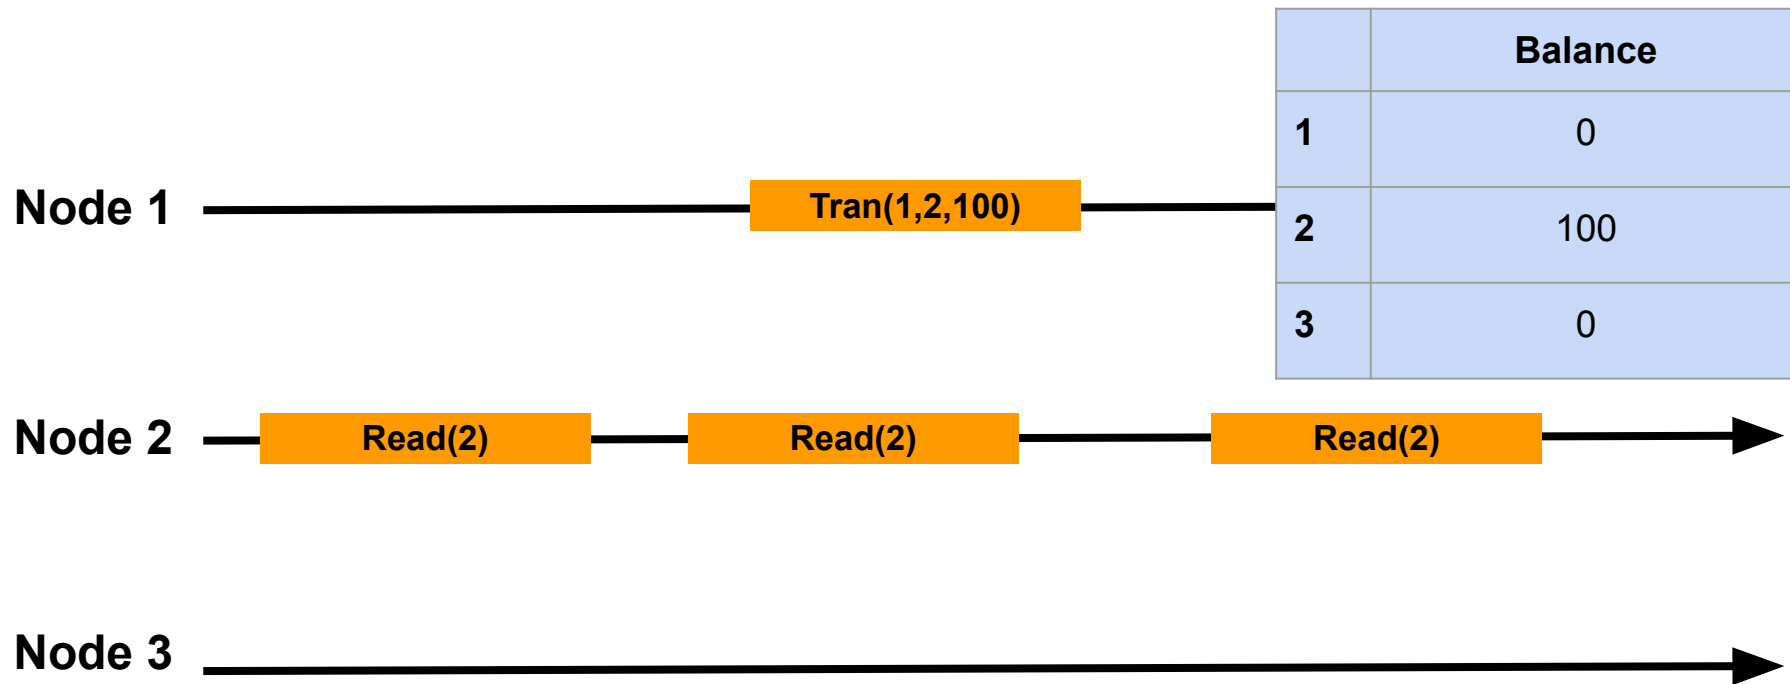 Balance
1 0
Node 1 Tran(1,2,100) 2 100
3 0
Node 2 Read(2) Read(2) Read(2)
Node 3